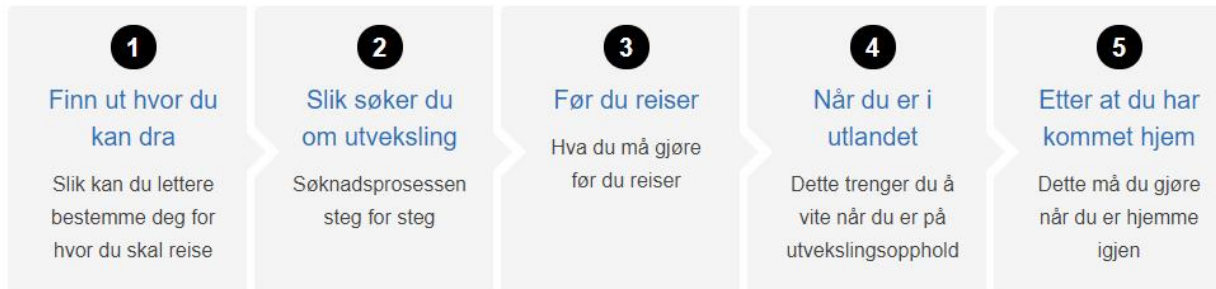 1
Finn ut hvor du
kan dra
Slik kan du lettere
bestemme deg for
hvor du skal reise
2
Slik søker du
om utveksling
Søknadsprosessen
steg for steg
3
Før du reiser
Hva du må gjøre
før du reiser
4
Når du er i
utlandet
Dette trenger du å
vite når du er på
utvekslingsopphold
5
Etter at du har
kommet hjem
Dette må du gjøre
når du er hjemme
igjen